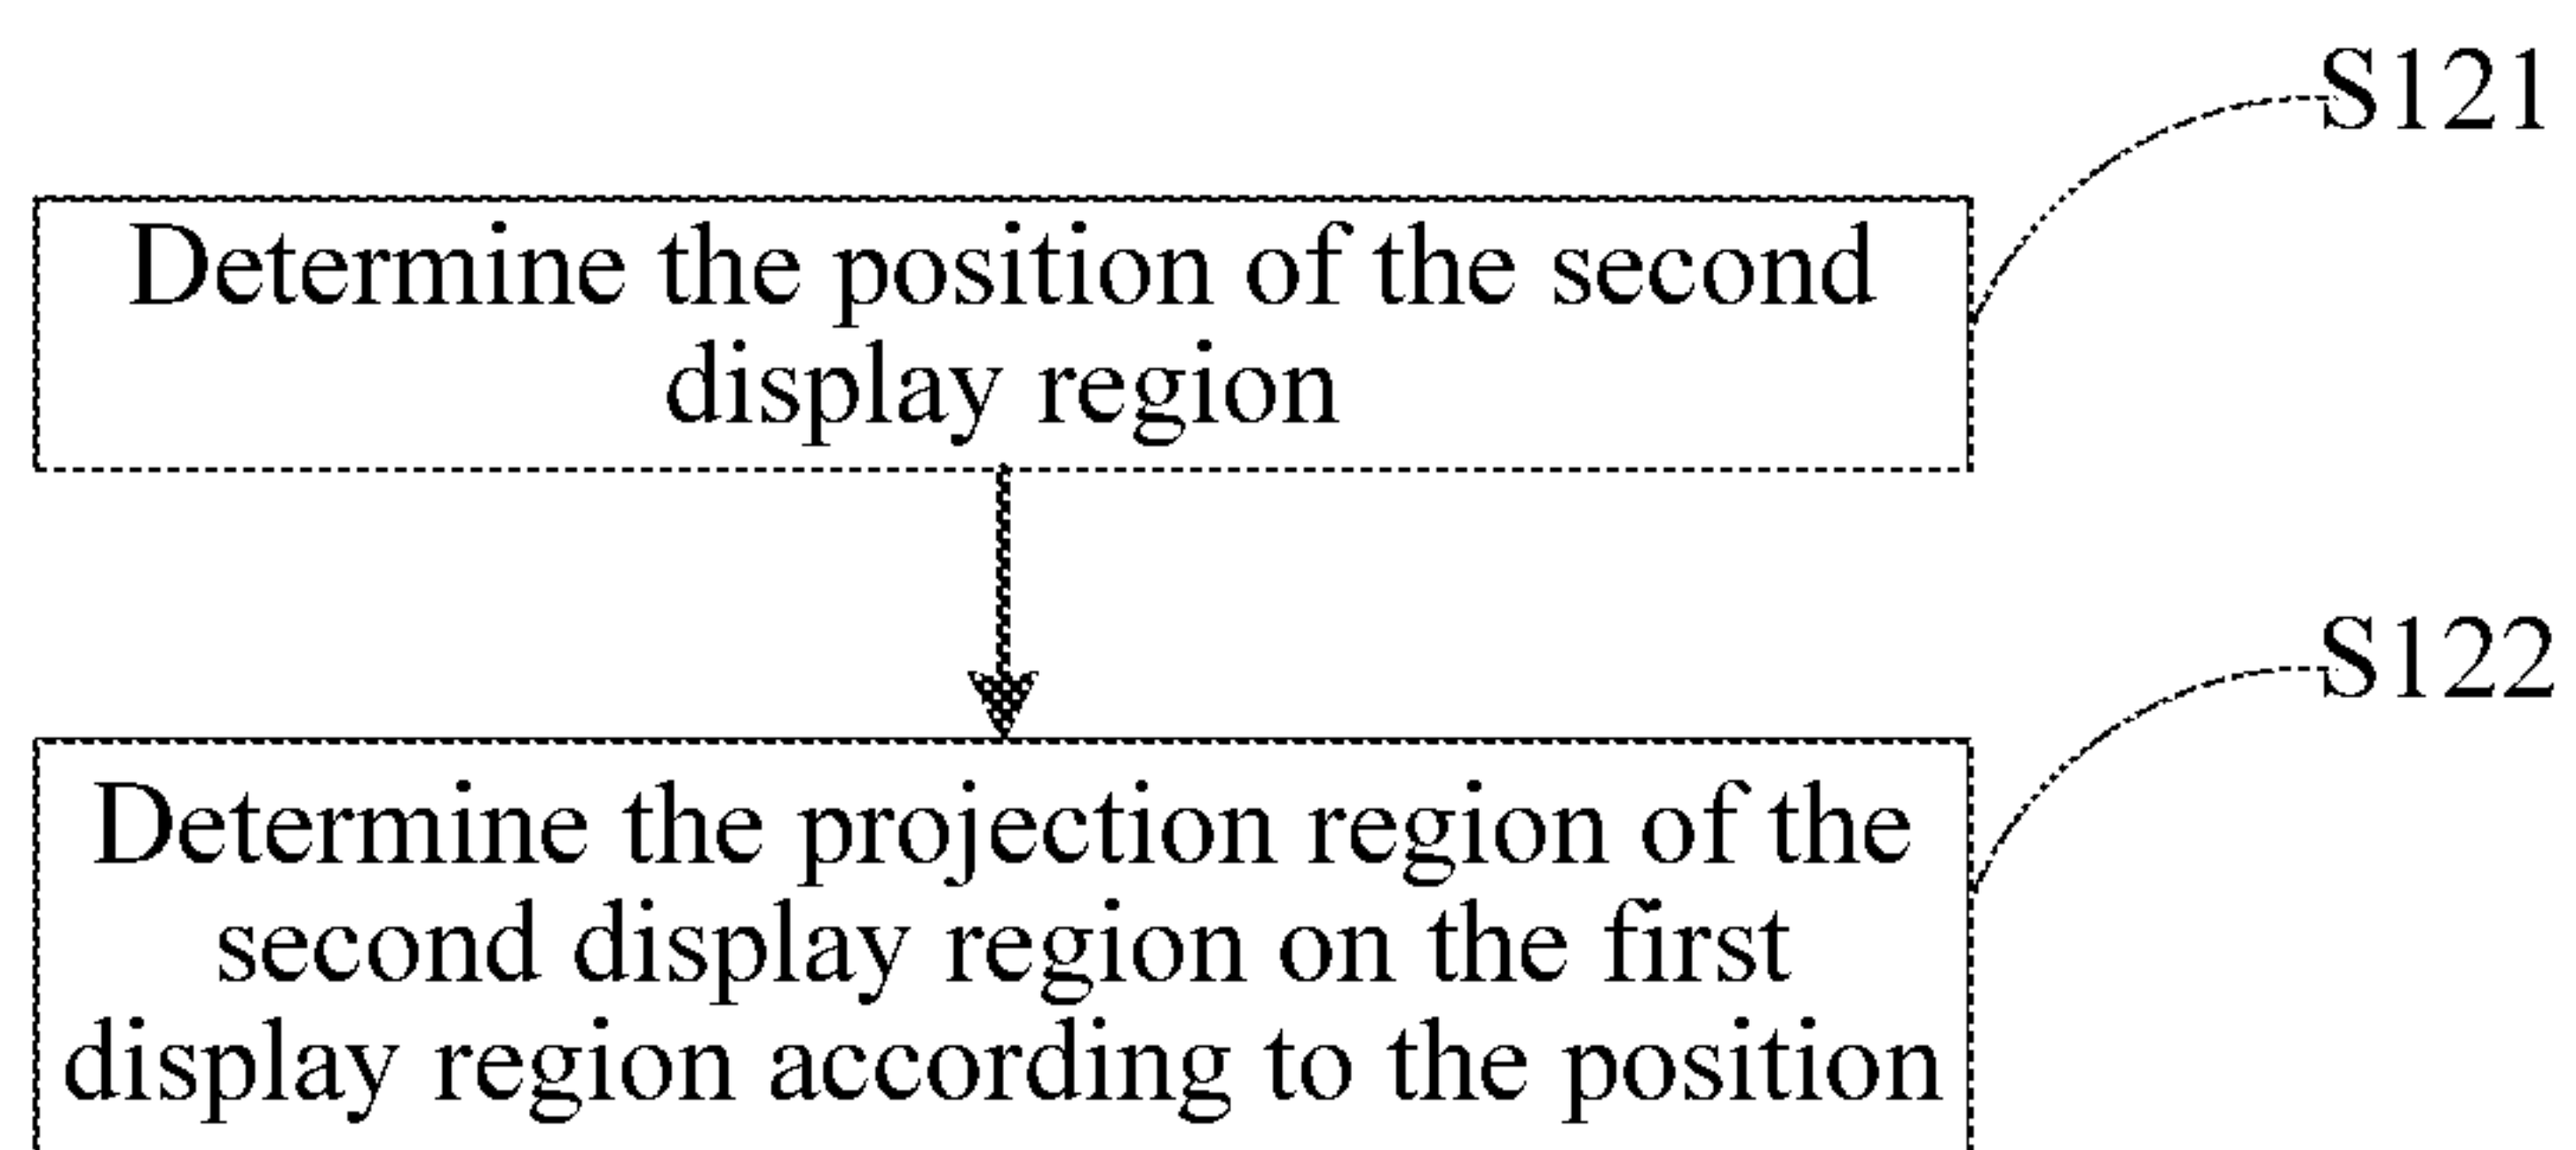 S121
Determine the position of the second
display region
S122
Determine the projection region of the
second display region on the first
display region according to the position